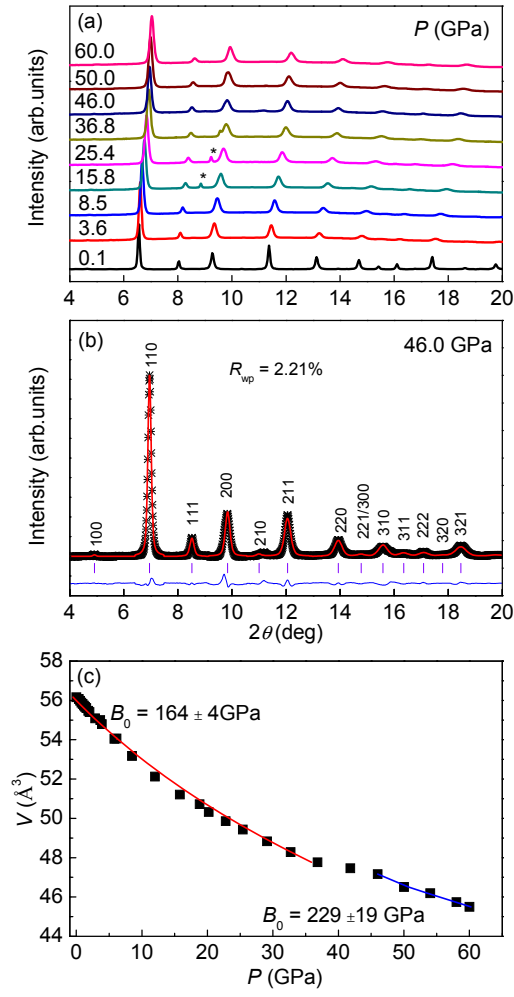 (a)
P (GPa)
Intensity (arb.units)
60.0
50.0
46.0
36.8
25.4
*
15.8
*
8.5
3.6
0.1
4 6 8 10 12 14 16 18 20
(b)
46.0 GPa
R_wp = 2.21%
Intensity (arb.units)
100
110
111
200
210
211
220
221/300
310
311
222
320
321
4 6 8 10 12 14 16 18 20
2θ (deg)
(c)
V (Å³)
58
56
54
52
50
48
46
44
B₀ = 164 ± 4GPa
B₀ = 229 ±19 GPa
0 10 20 30 40 50 60
P (GPa)